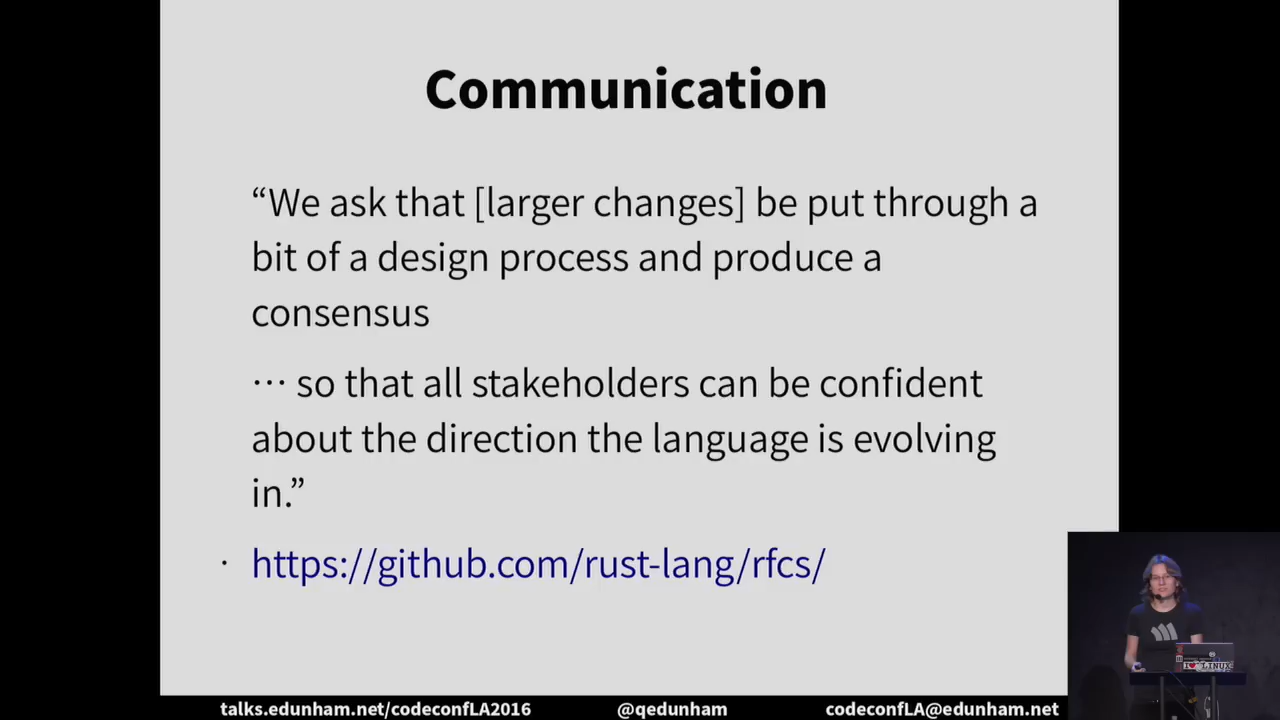 Communication
“We ask that [larger changes] be put through a
bit of a design process and produce a
consensus
… so that all stakeholders can be confident
about the direction the language is evolving
in.”
· https://github.com/rust-lang/rfcs/
talks.edunham.net/codeconfLA2016 @qedunham codeconfLA@edunham.net